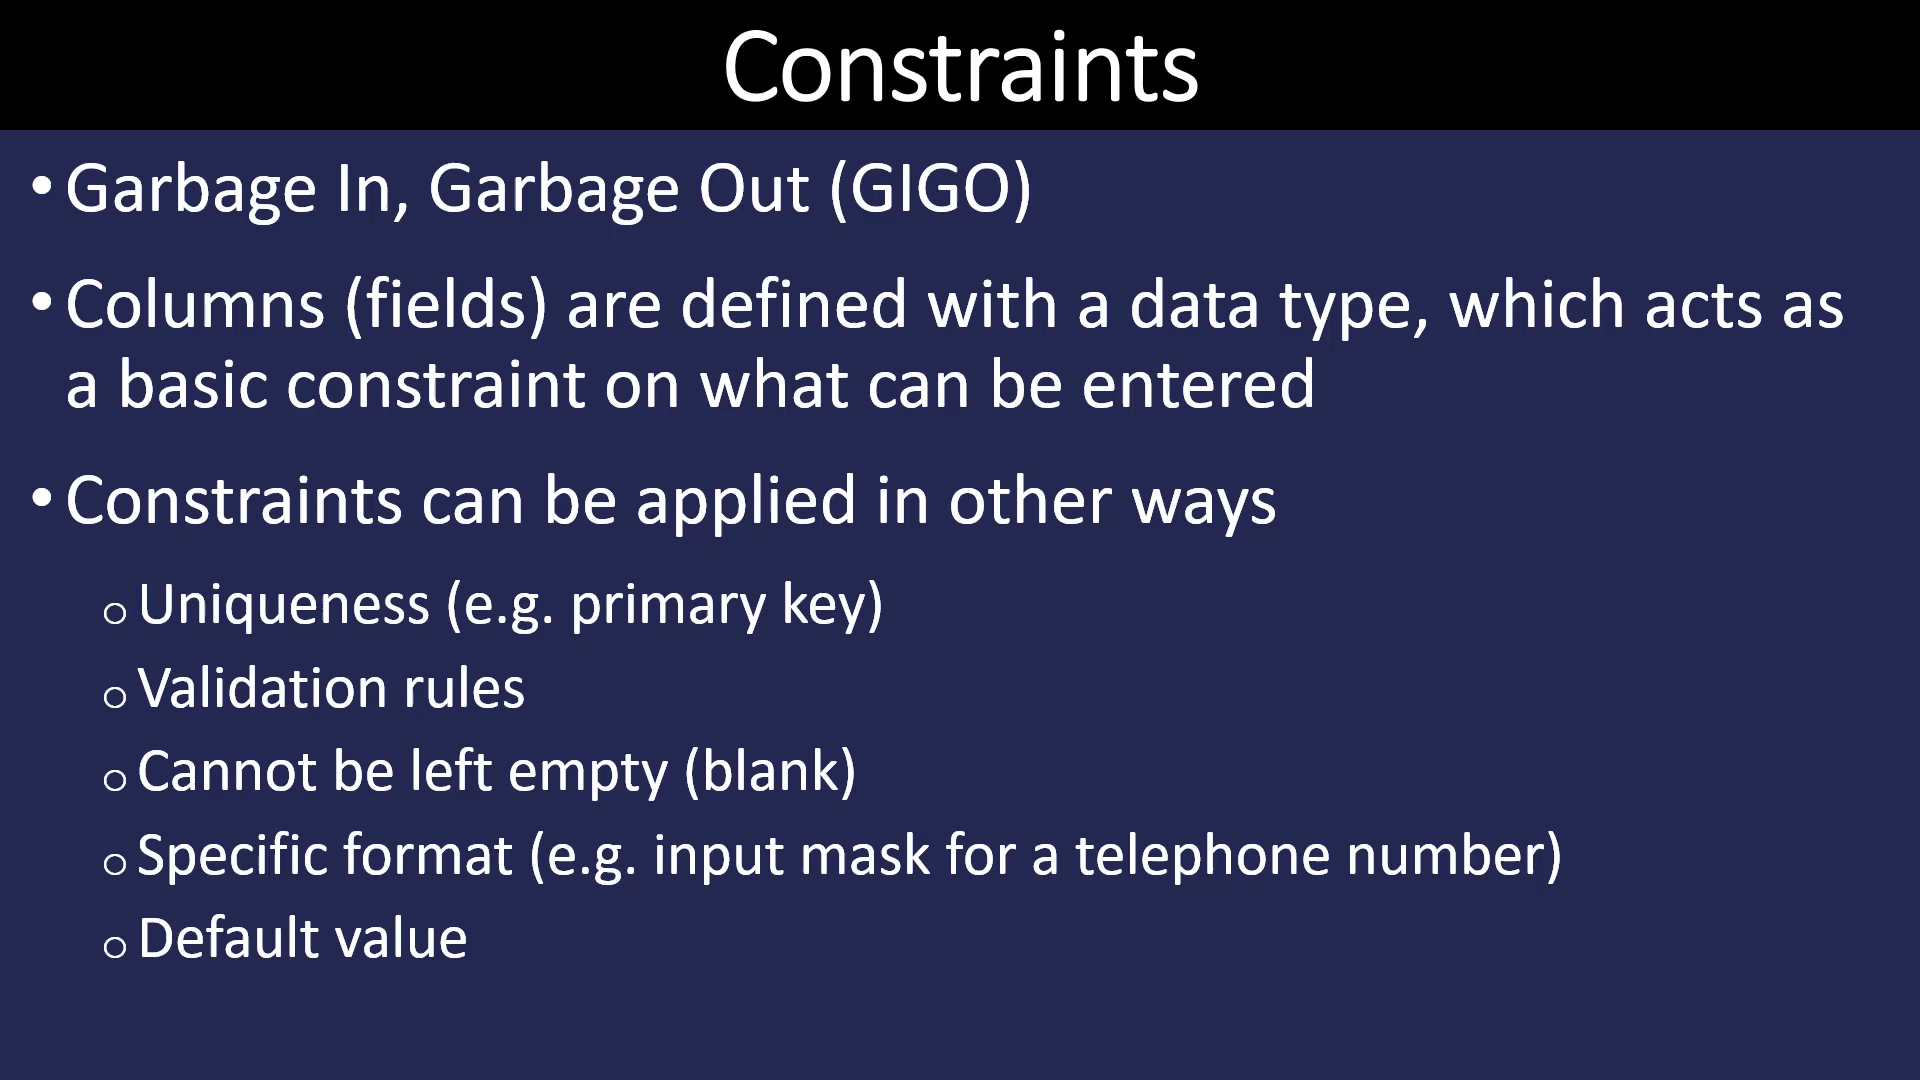 Constraints
• Garbage In, Garbage Out (GIGO)
• Columns (fields) are defined with a data type, which acts as
a basic constraint on what can be entered
• Constraints can be applied in other ways
o Uniqueness (e.g. primary key)
o Validation rules
o Cannot be left empty (blank)
o Specific format (e.g. input mask for a telephone number)
o Default value